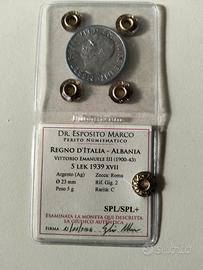 DR. ESPOSITO MARCO
PERITO NUMISMATICO
REGNO D'ITALIA - ALBANIA
VITTORIO EMANUELE III (1900-43)
5 LEK 1939 XVII
Argento (Ag) Zecca: Roma
Ø 23 mm Rif. Gig. 2
Peso 5 g Rarità: C
SPL/SPL+
ESAMINATA LA MONETA QUI DESCRITTA
LA GIUDICO AUTENTICA
FIRMA
subito